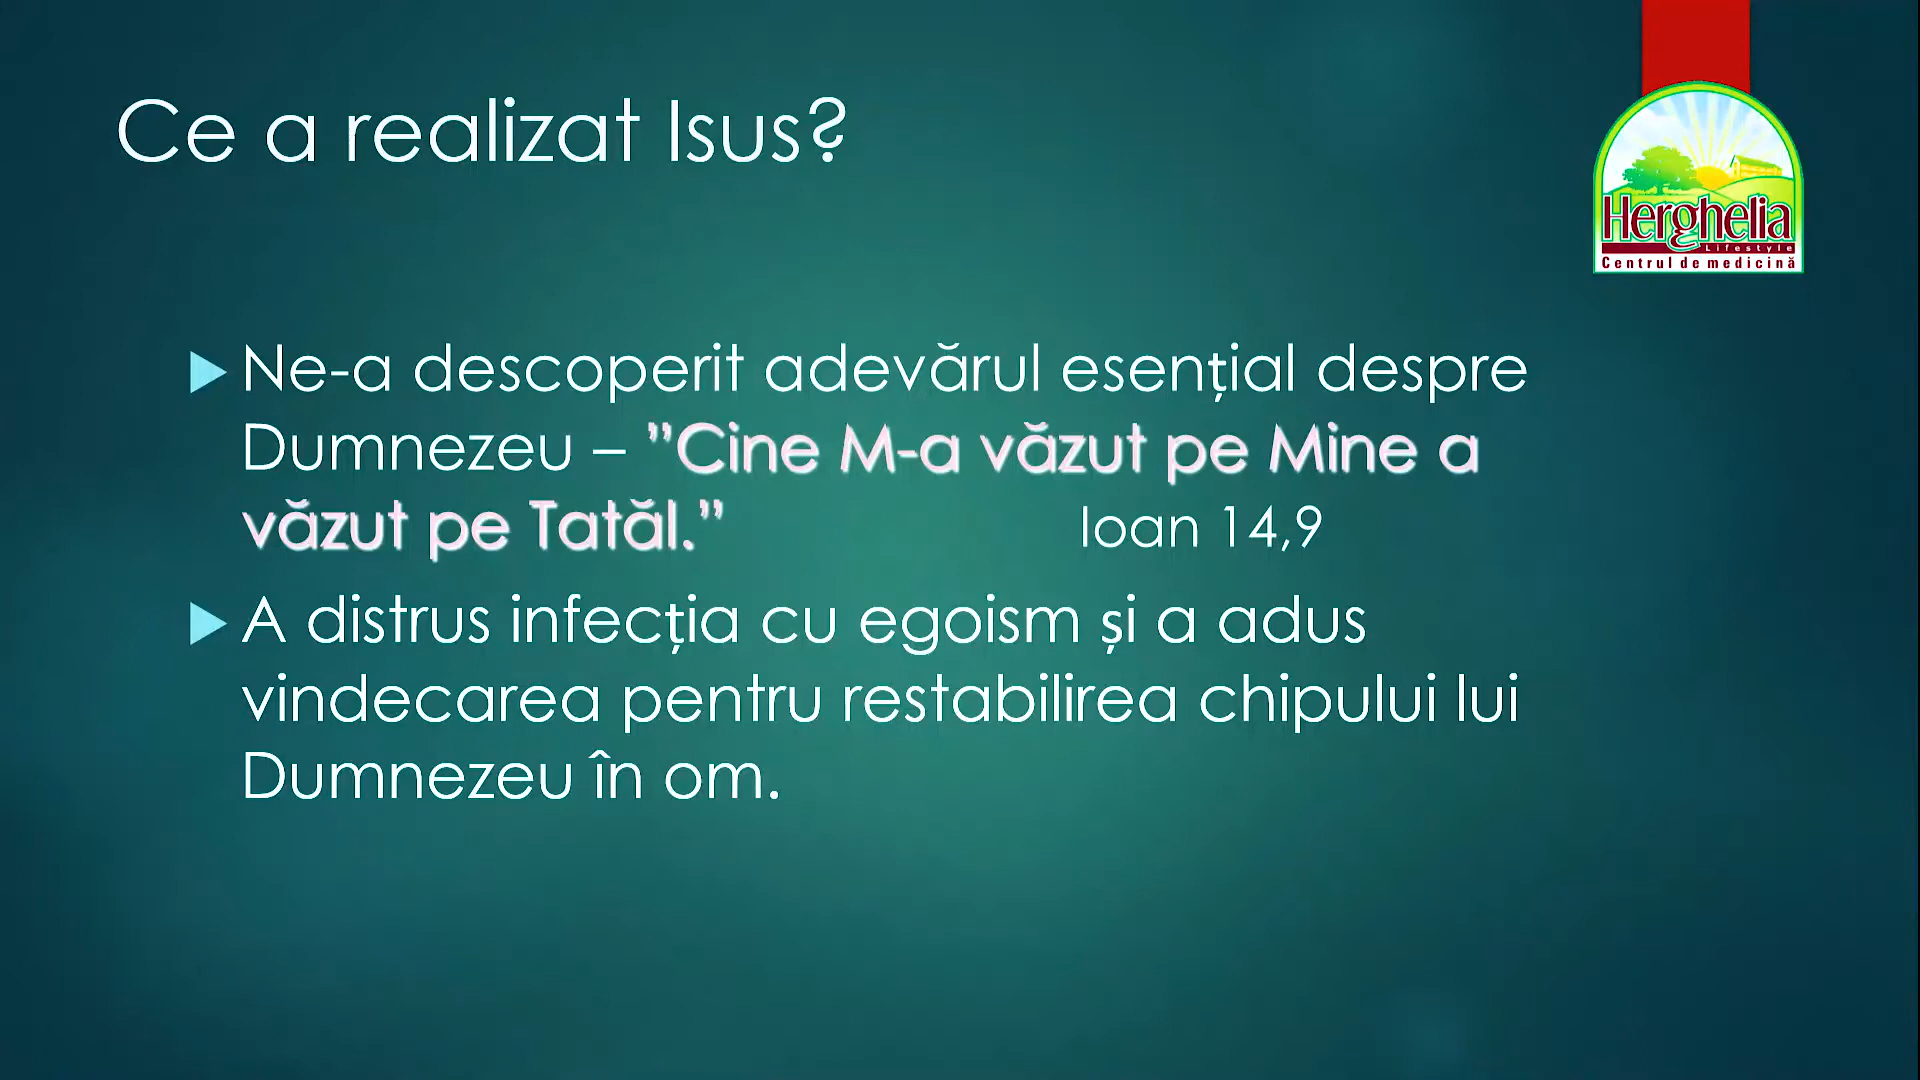 Ce a realizat Isus?
Herghelia
Lifestyle
Centrul de medicină
Ne-a descoperit adevărul esențial despre
Dumnezeu – ”Cine M-a văzut pe Mine a
văzut pe Tatăl.” Ioan 14,9
A distrus infecția cu egoism și a adus
vindecarea pentru restabilirea chipului lui
Dumnezeu în om.